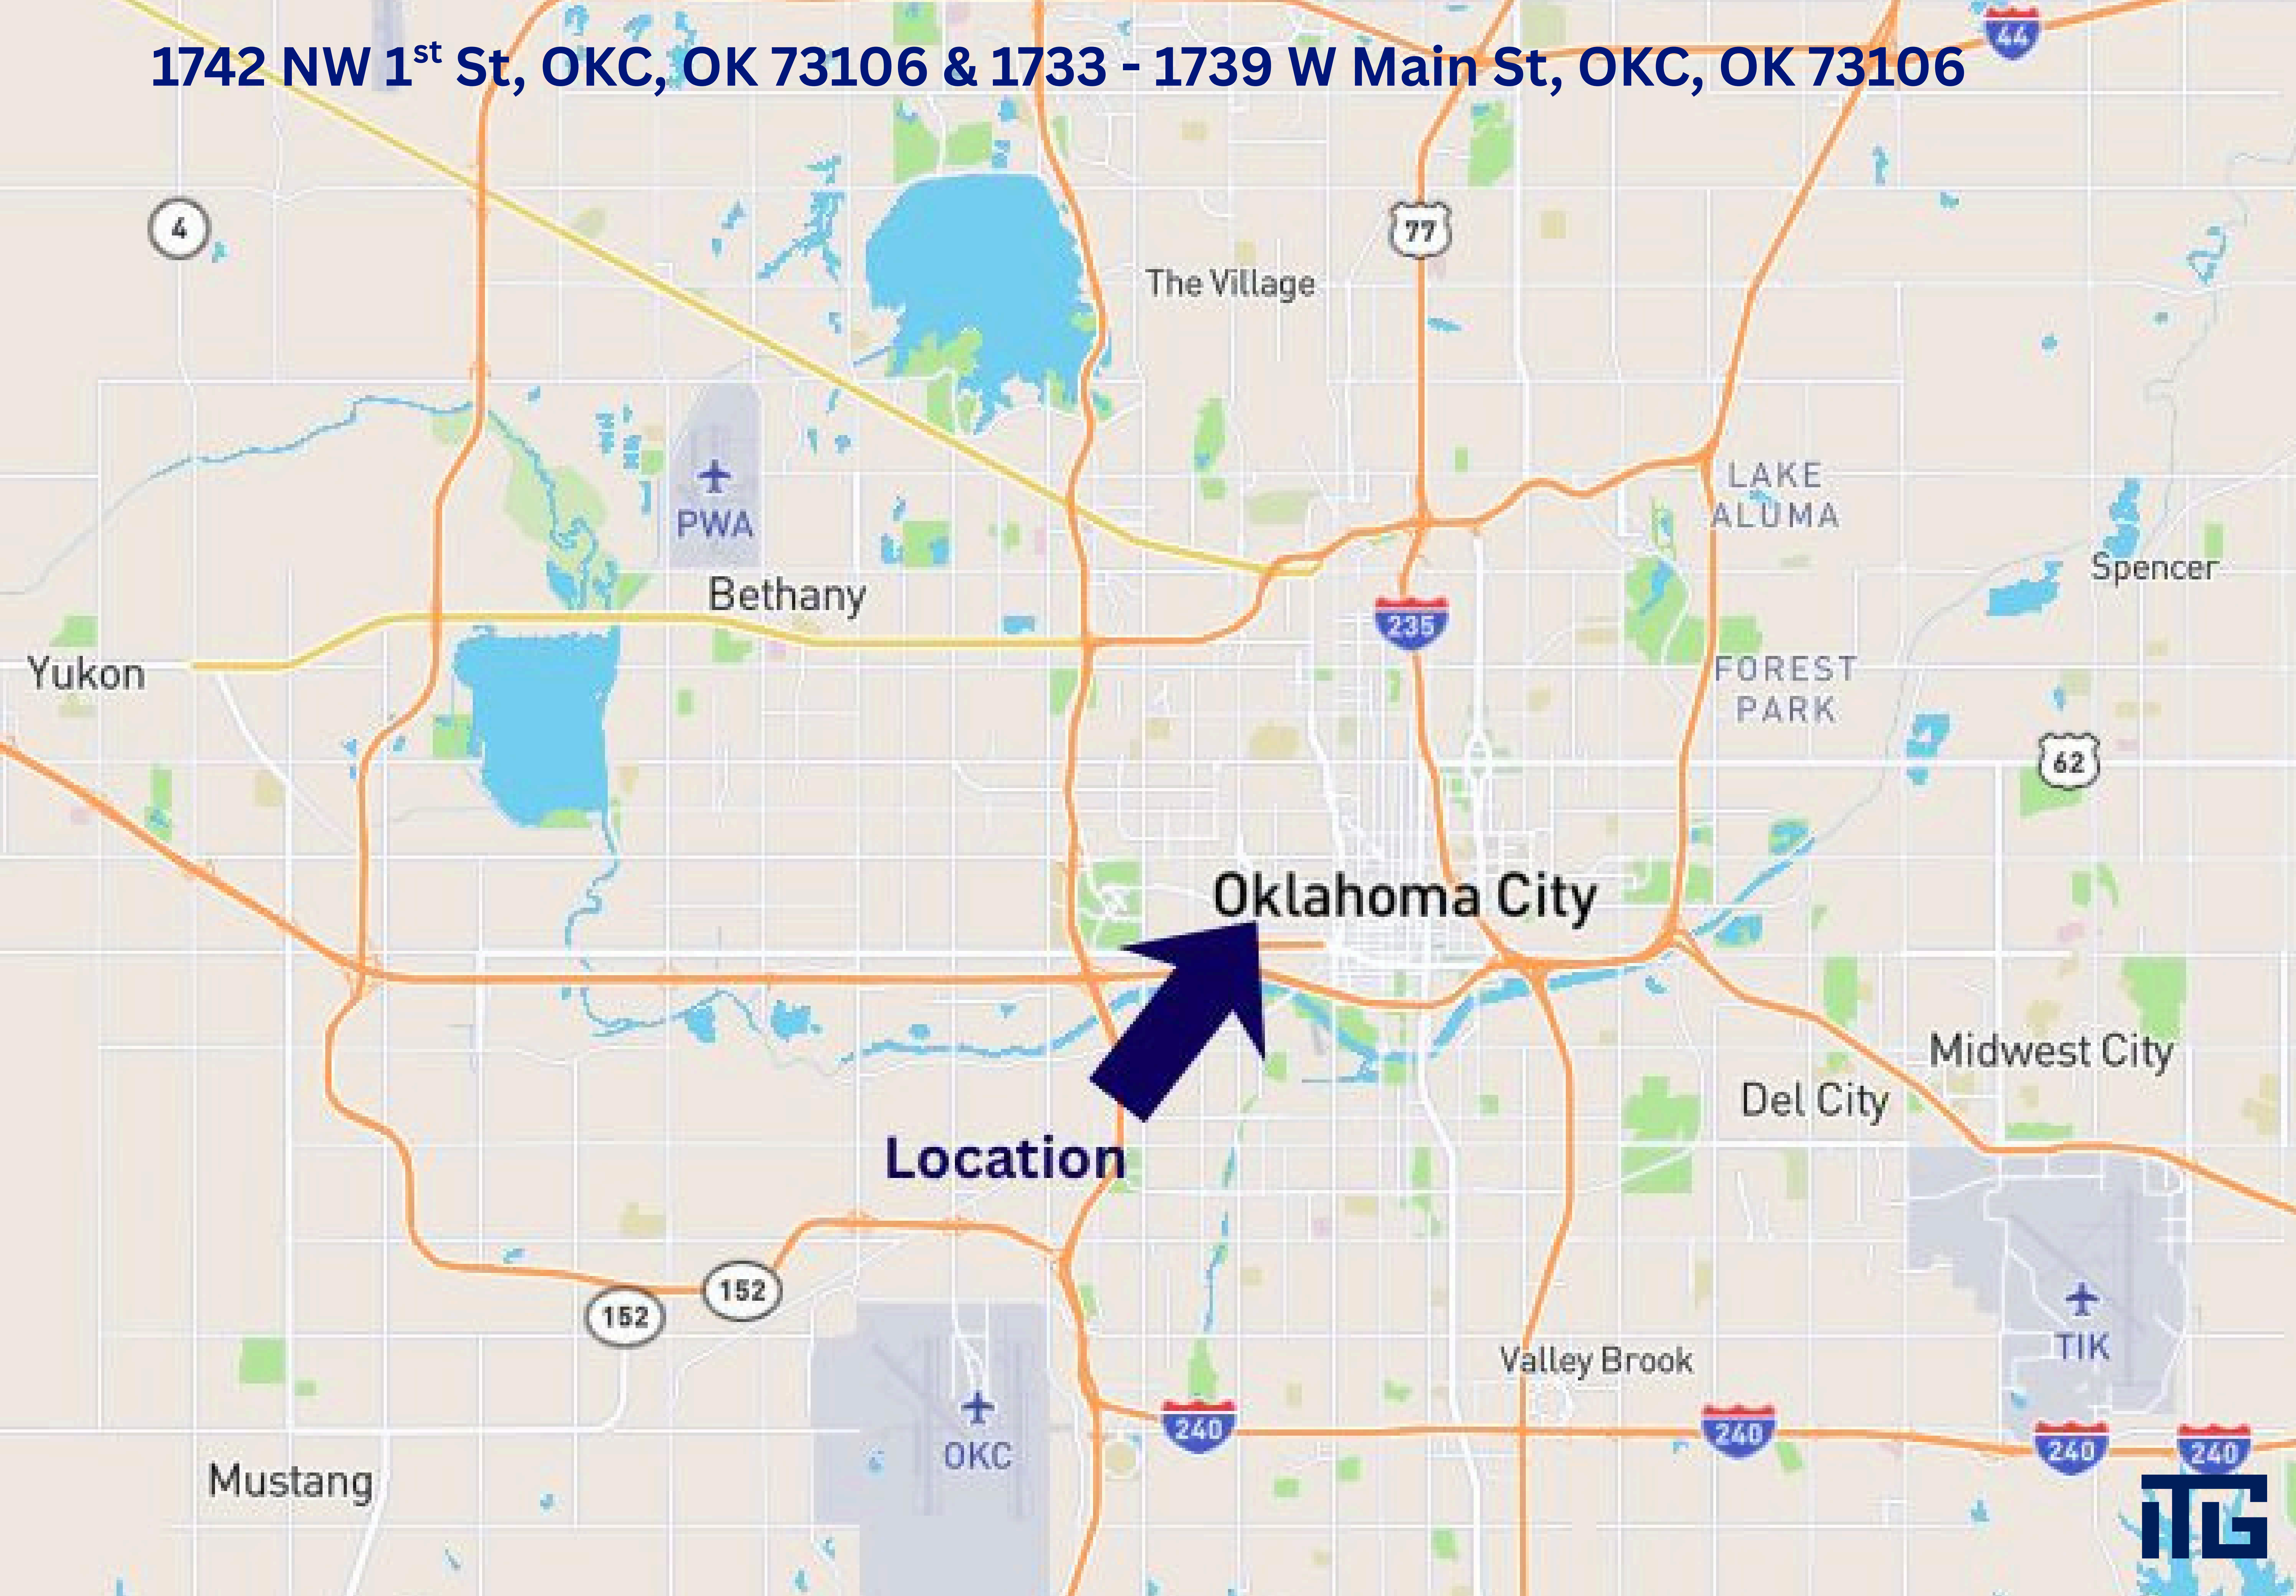 44
1742 NW 1st St, OKC, OK 73106 & 1733 - 1739 W Main St, OKC, OK 73106
4
77
The Village
LAKE
ALUMA
PWA
Spencer
Bethany
235
Yukon
FOREST
PARK
62
Oklahoma City
Midwest City
Del City
Location
152
152
TIK
Valley Brook
240
240
240
240
OKC
Mustang
ITG